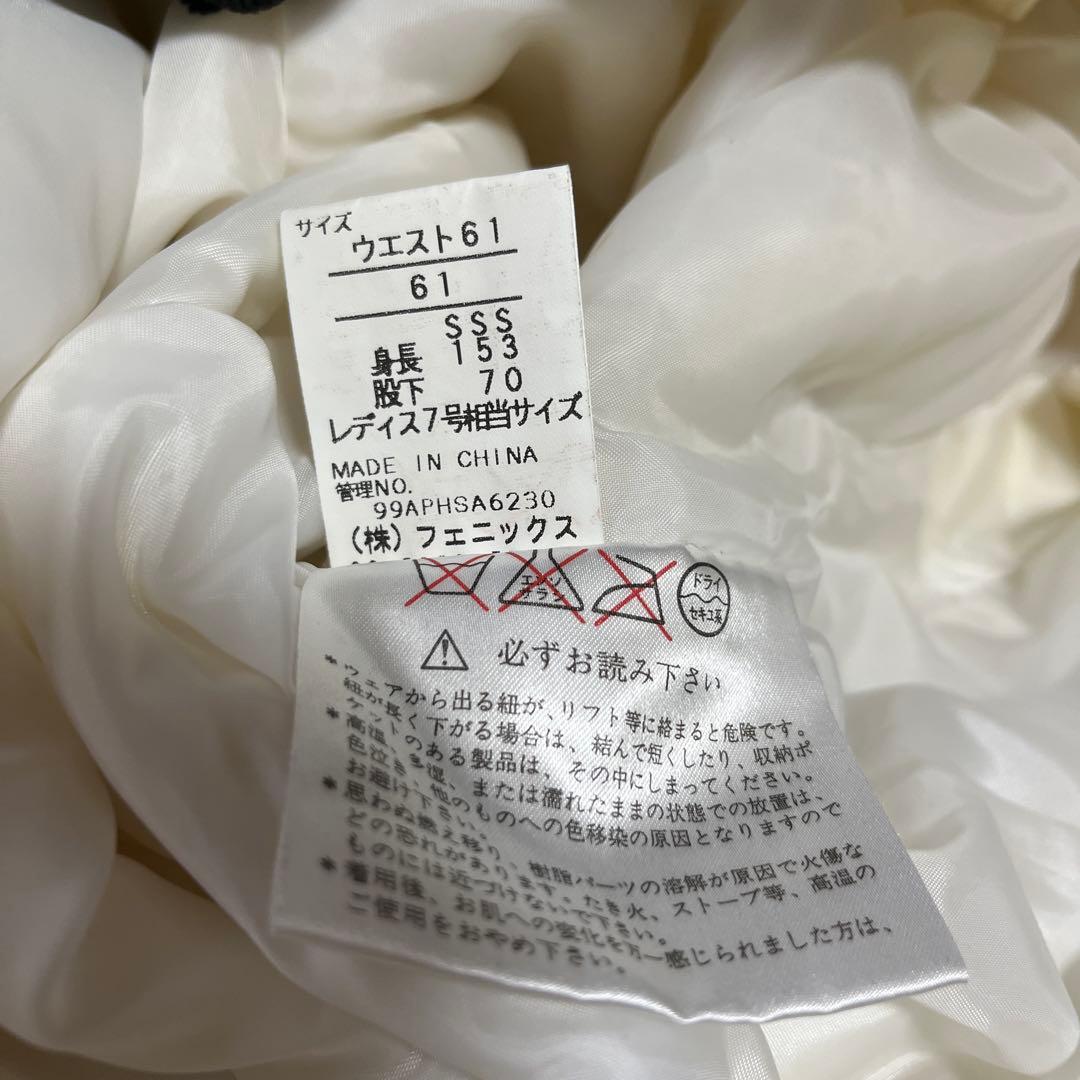 サイズ
ウエスト61
61
SSS
身長 153
股下 70
レディス7号相当サイズ
MADE IN CHINA
管理NO.
99APHSA6230
(株)フェニックス
エンソ
サラシ
ドライ
セキユ系
必ずお読み下さい
*ウェアから出る紐が、リフト等に絡まると危険です。
紐が長く下がる場合は、結んで短くしたり、収納ポ
ケットのある製品は、その中にしまってください。
*高温、多湿、または濡れたままの状態での放置は、
色泣き、他のものへの色移染の原因となりますので
お避け下さい。
*思わぬ燃え移り、樹脂パーツの溶解が原因で火傷な
どの恐れがあります。たき火、ストーブ等、高温の
ものには近づけないで下さい。
*着用後、お肌への変化を万一感じられました方は、
ご使用をおやめ下さい。